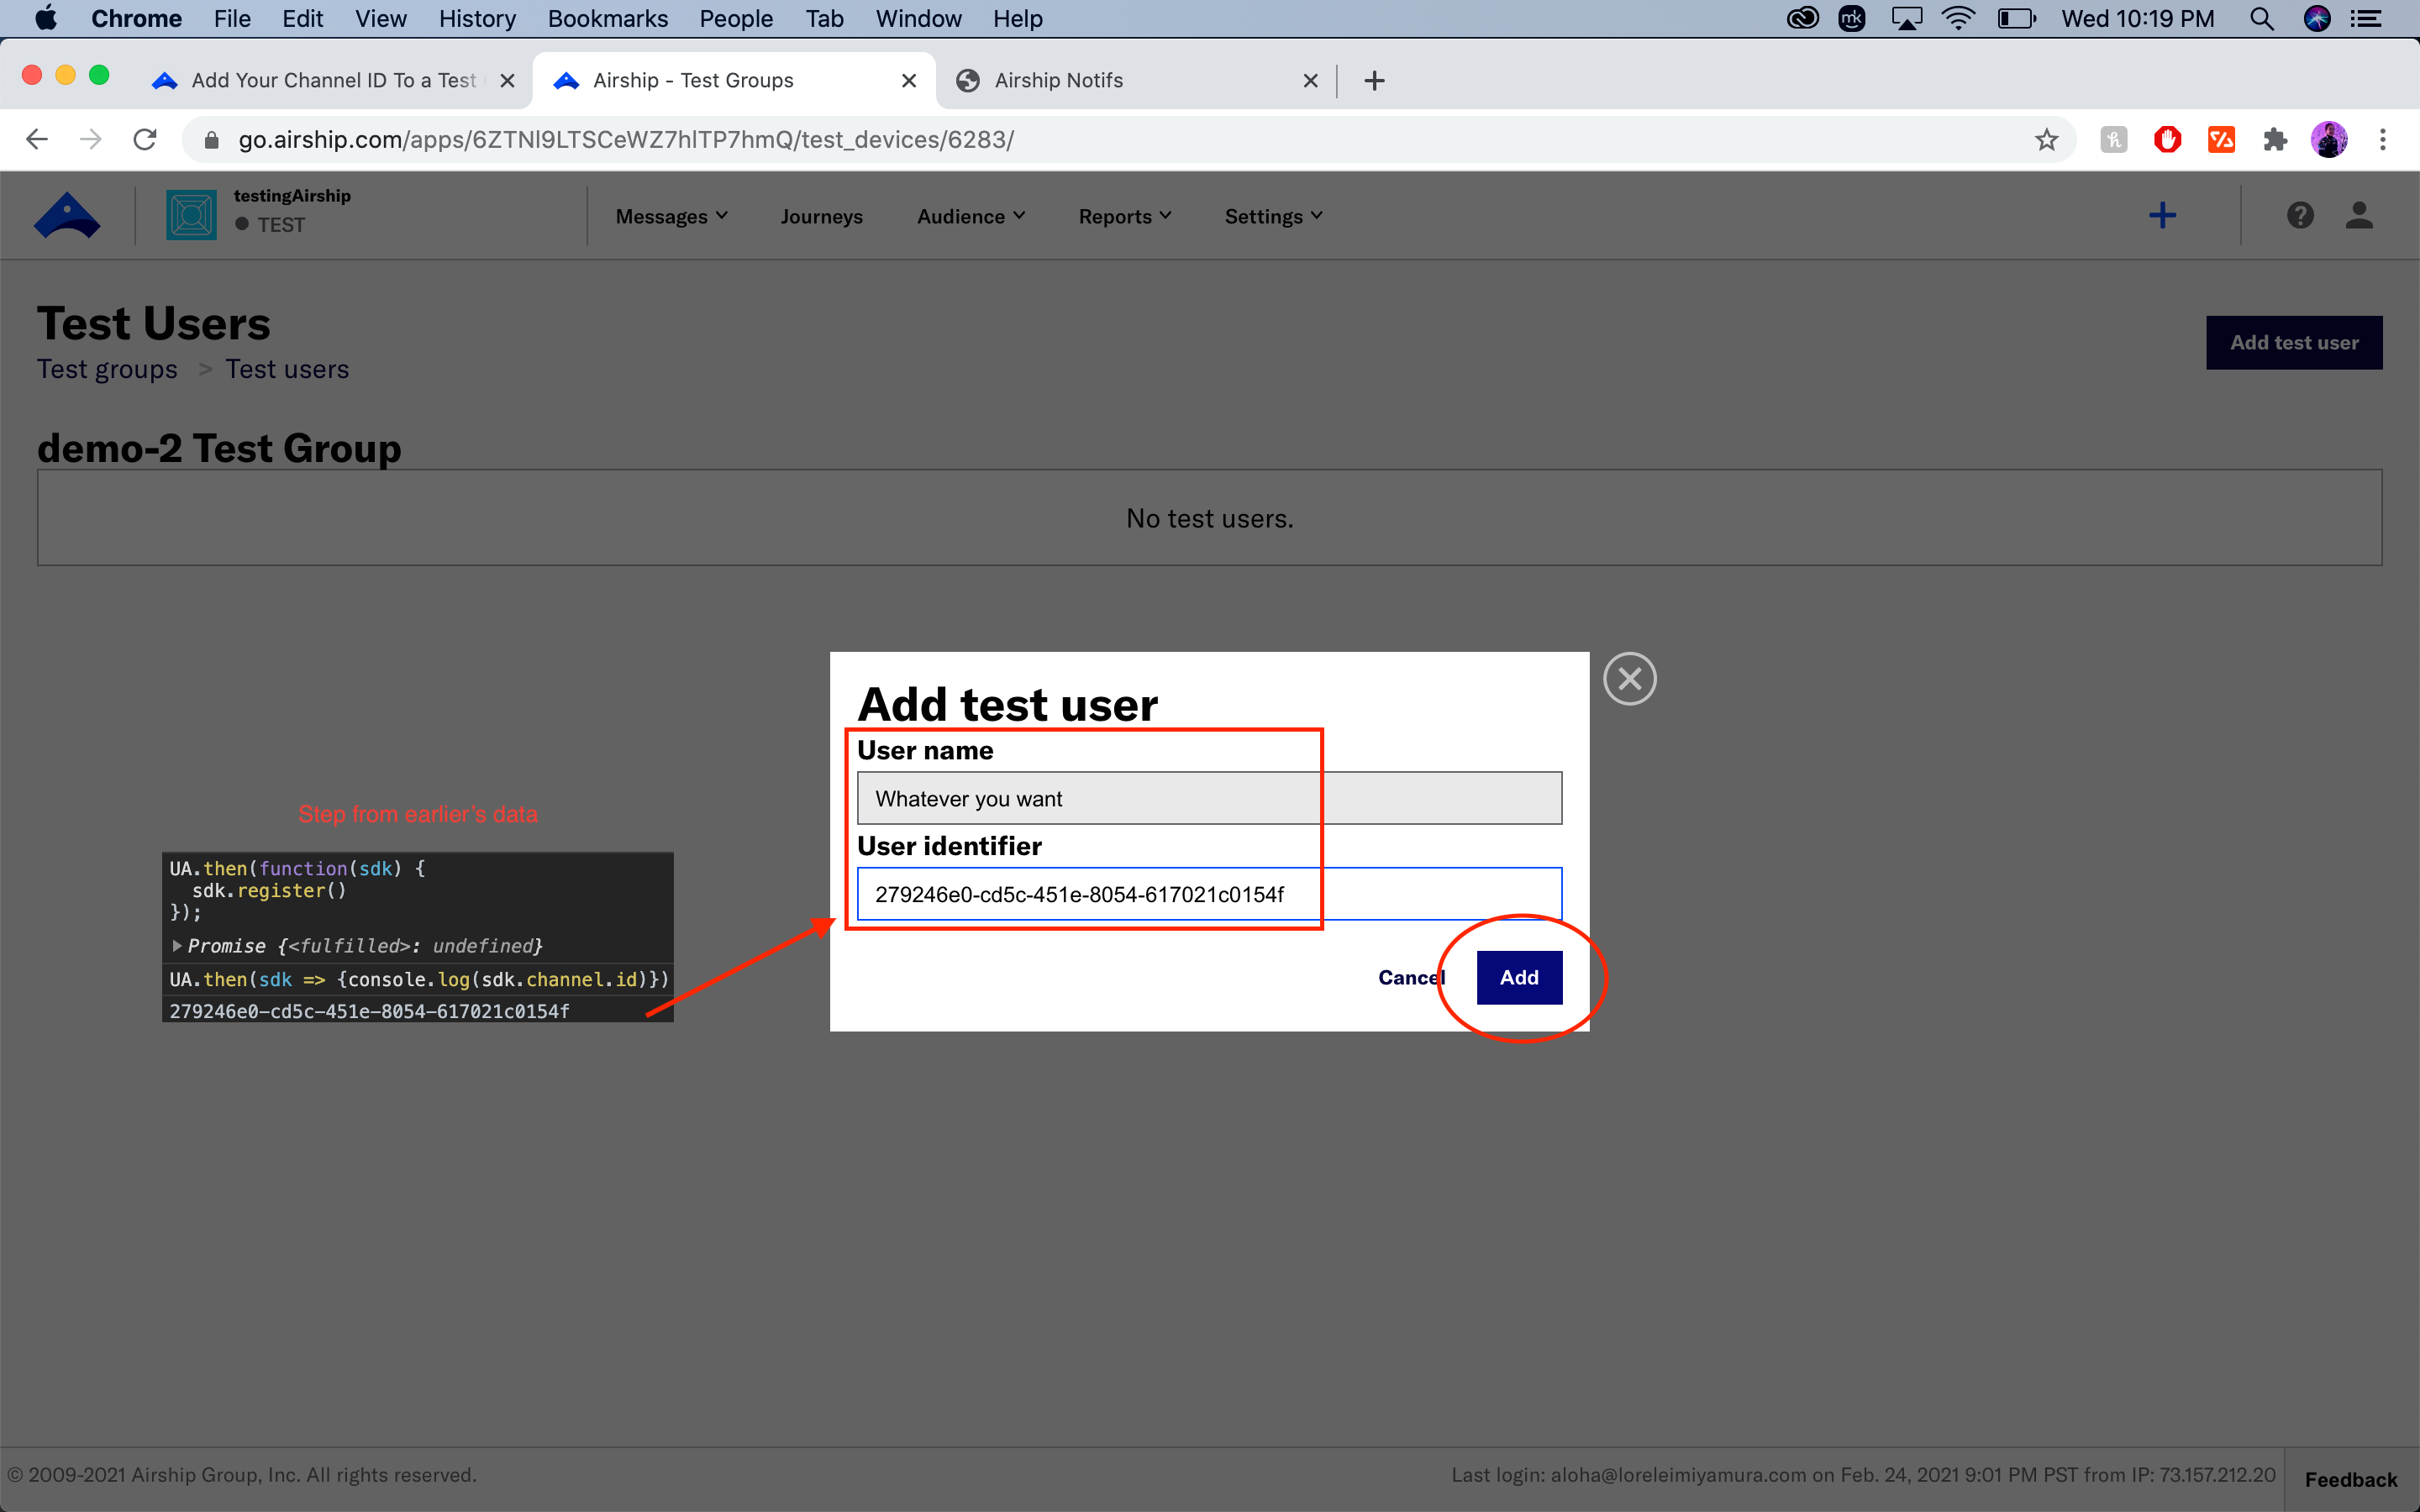 Chrome File Edit View History Bookmarks People Tab Window Help
mk
Wed 10:19 PM
Add Your Channel ID To a Test
Airship - Test Groups
Airship Notifs
go.airship.com/apps/6ZTNl9LTSCeWZ7hlTP7hmQ/test_devices/6283/
testingAirship
TEST
Messages Journeys Audience Reports Settings
Test Users
Test groups > Test users
Add test user
demo-2 Test Group
No test users.
Add test user
User name
Whatever you want
User identifier
279246e0-cd5c-451e-8054-617021c0154f
Cancel
Add
Step from earlier's data
UA.then(function(sdk) {
sdk.register()
});
Promise {<fulfilled>: undefined}
UA.then(sdk => {console.log(sdk.channel.id)})
279246e0-cd5c-451e-8054-617021c0154f
© 2009-2021 Airship Group, Inc. All rights reserved.
Last login: aloha@loreleimiyamura.com on Feb. 24, 2021 9:01 PM PST from IP: 73.157.212.20
Feedback